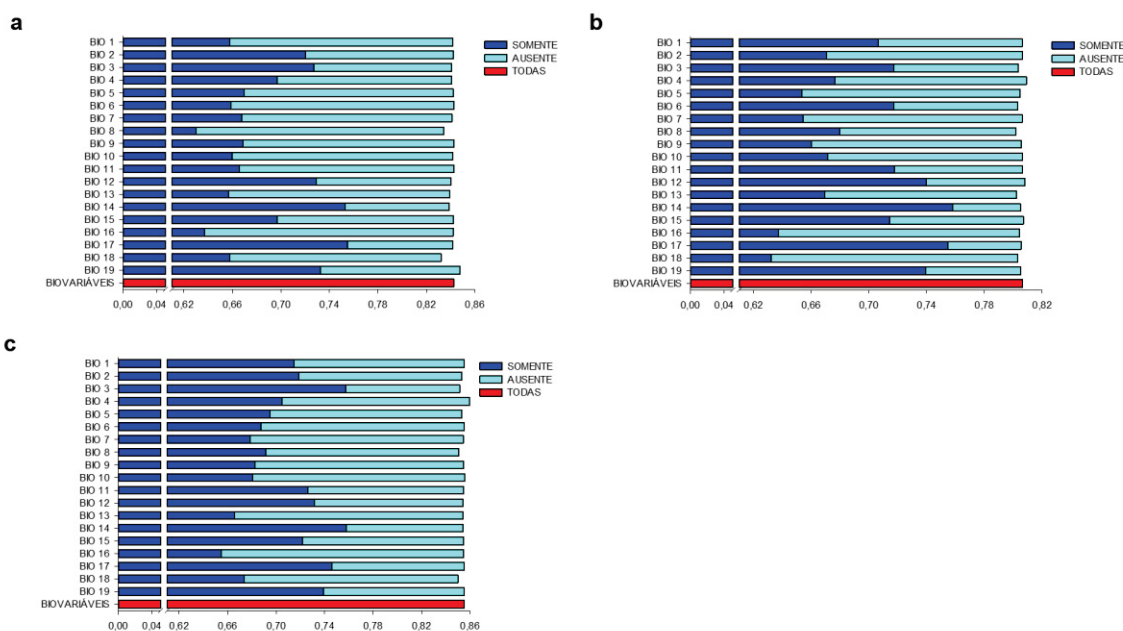 a
BIO 1
BIO 2
BIO 3
BIO 4
BIO 5
BIO 6
BIO 7
BIO 8
BIO 9
BIO 10
BIO 11
BIO 12
BIO 13
BIO 14
BIO 15
BIO 16
BIO 17
BIO 18
BIO 19
BIOVARIÁVEIS
0,00 0,04 0,62 0,66 0,70 0,74 0,78 0,82 0,86
SOMENTE
AUSENTE
TODAS
b
BIO 1
BIO 2
BIO 3
BIO 4
BIO 5
BIO 6
BIO 7
BIO 8
BIO 9
BIO 10
BIO 11
BIO 12
BIO 13
BIO 14
BIO 15
BIO 16
BIO 17
BIO 18
BIO 19
BIOVARIÁVEIS
0,00 0,04 0,62 0,66 0,70 0,74 0,78 0,82
SOMENTE
AUSENTE
TODAS
c
BIO 1
BIO 2
BIO 3
BIO 4
BIO 5
BIO 6
BIO 7
BIO 8
BIO 9
BIO 10
BIO 11
BIO 12
BIO 13
BIO 14
BIO 15
BIO 16
BIO 17
BIO 18
BIO 19
BIOVARIÁVEIS
0,00 0,04 0,62 0,66 0,70 0,74 0,78 0,82 0,86
SOMENTE
AUSENTE
TODAS